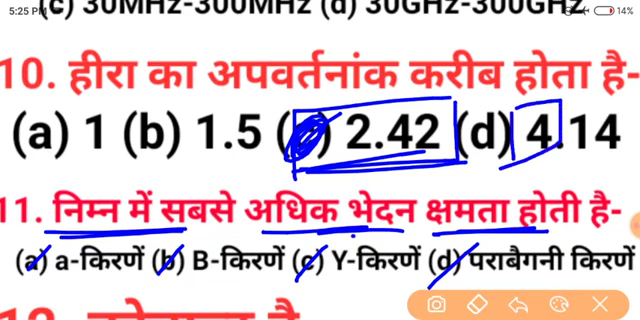 5:25 PM
(c) 30MHz-300MHz (d) 30GHz-300GHz
14%
10. हीरा का अपवर्तनांक करीब होता है-
(a) 1 (b) 1.5 (c) 2.42 (d) 4.14
11. निम्न में सबसे अधिक भेदन क्षमता होती है-
(a) a-किरणें (b) B-किरणें (c) Y-किरणें (d) पराबैगनी किरणें